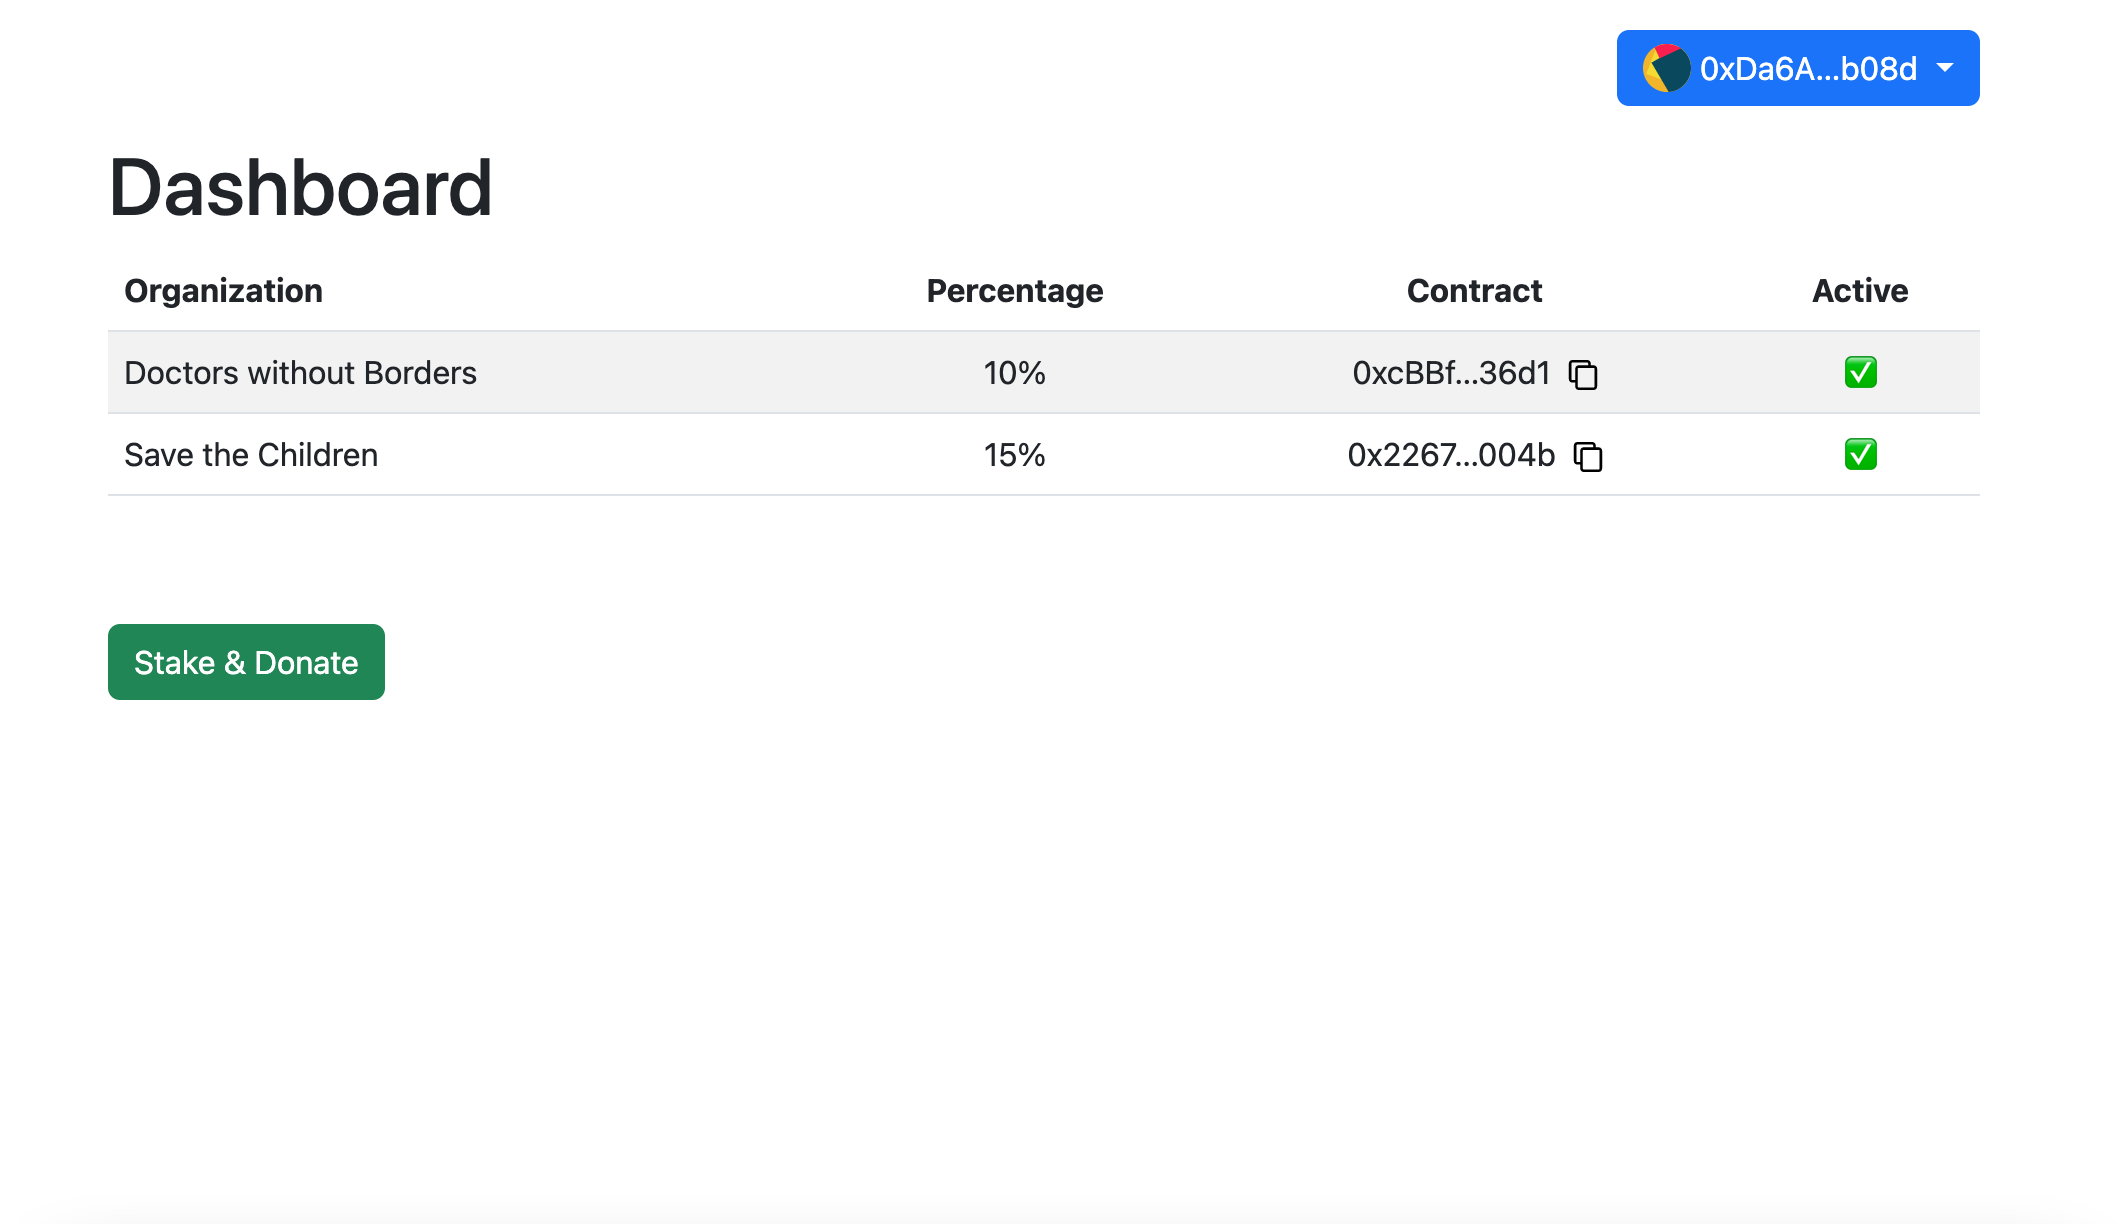 0xDa6A...b08d
Dashboard
Organization Percentage Contract Active
Doctors without Borders 10% 0xcBBf...36d1 ✅
Save the Children 15% 0x2267...004b ✅
Stake & Donate